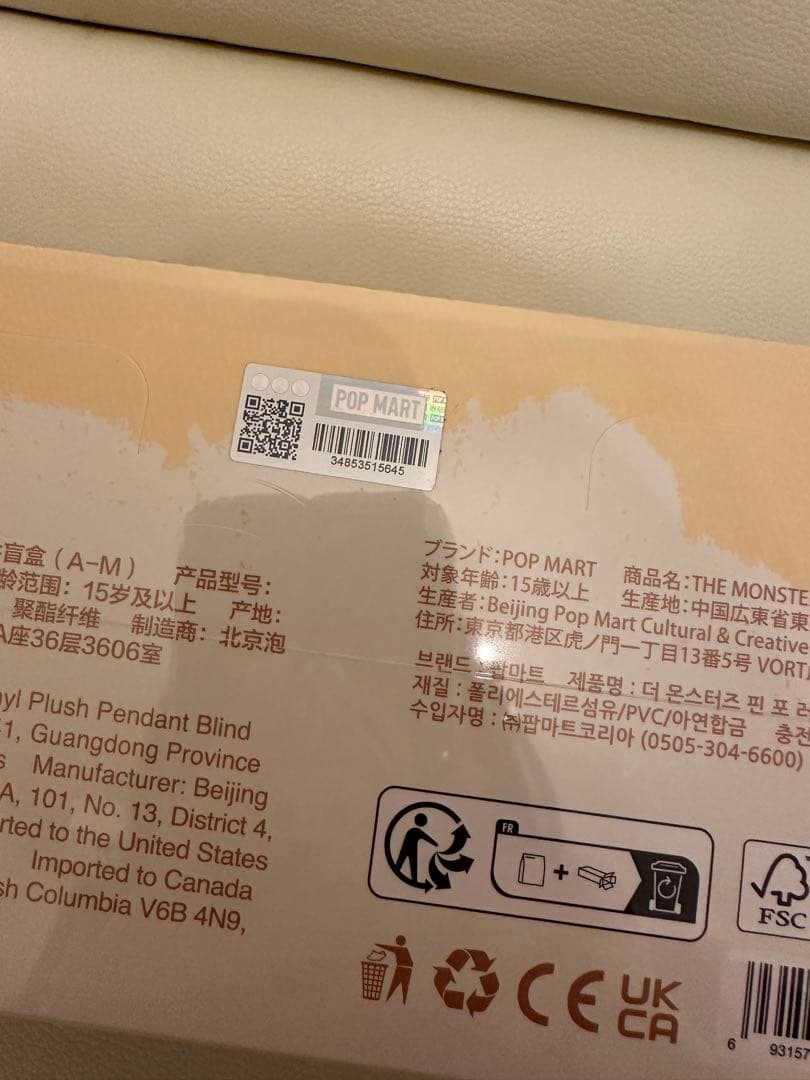 POP MART
34853515645
盲盒（A-M） 产品型号：
龄范围：15岁及以上 产地：
聚酯纤维 制造商：北京泡
A座36层3606室
Plush Pendant Blind
Guangdong Province
Manufacturer: Beijing
A, 101, No. 13, District 4,
to the United States
Imported to Canada
Columbia V6B 4N9,
ブランド：POP MART 商品名：THE
対象年齢：15歳以上 生産地：中国広東省東
生産者：Beijing Pop Mart Cultural & Creative
住所：東京都港区虎ノ門一丁目13番5号
브랜드 : 팝마트 제품명 : 더 몬스터즈 핀 포
재질 : 폴리에스테르섬유/PVC/아연합금 충전
수입자명 : ㈜팝마트코리아 (0505-304-6600)
FR
FSC
CE
UK
CA
6 93157